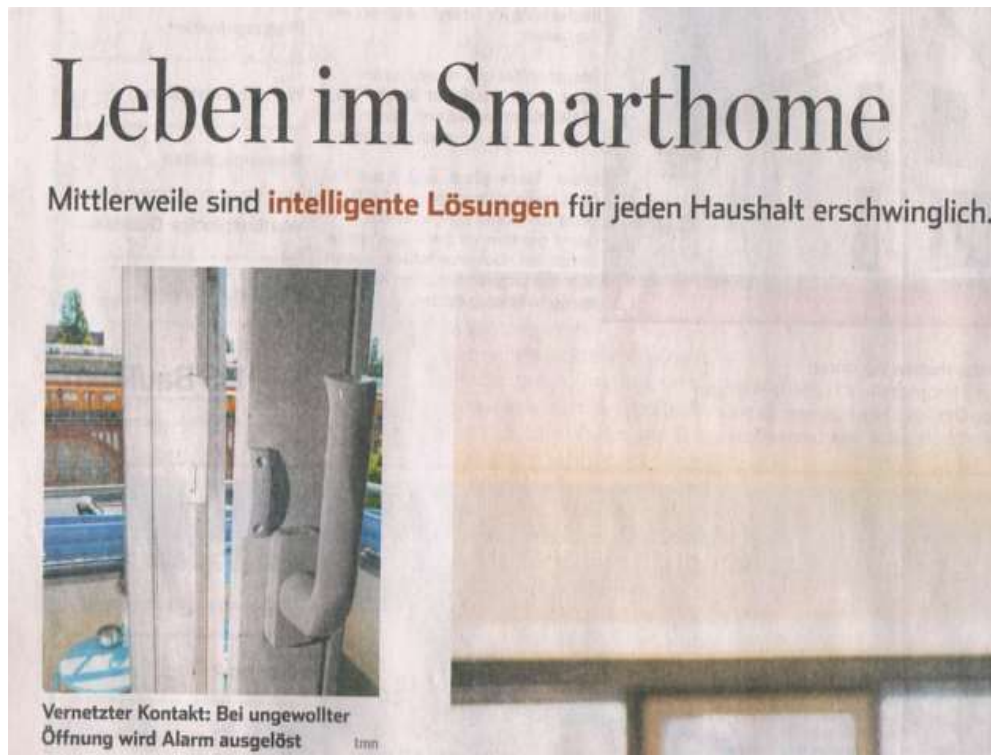 Leben im Smarthome
Mittlerweile sind intelligente Lösungen für jeden Haushalt erschwinglich.
Vernetzter Kontakt: Bei ungewollter
Öffnung wird Alarm ausgelöst
tmn